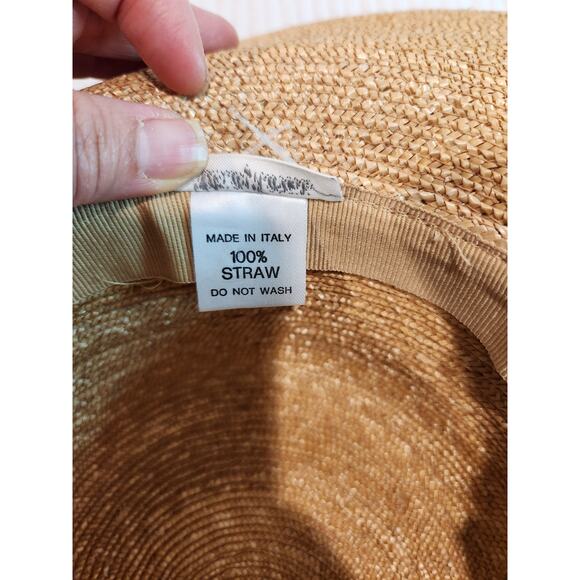 MADE IN ITALY
100%
STRAW
DO NOT WASH